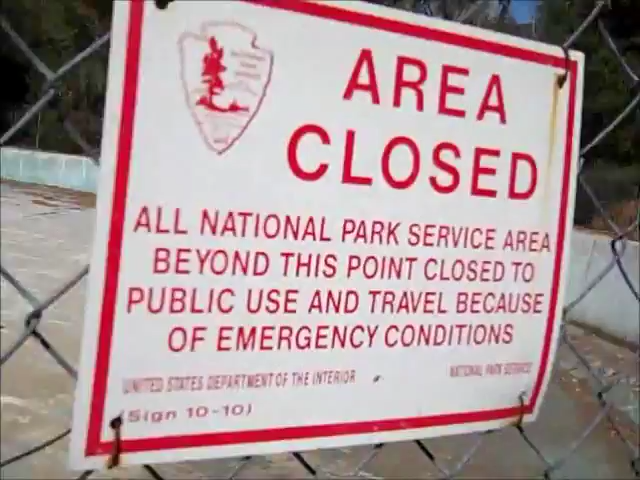 AREA
CLOSED
ALL NATIONAL PARK SERVICE AREA
BEYOND THIS POINT CLOSED TO
PUBLIC USE AND TRAVEL BECAUSE
OF EMERGENCY CONDITIONS
UNITED STATES DEPARTMENT OF THE INTERIOR
NATIONAL PARK SERVICE
(Sign 10-10)